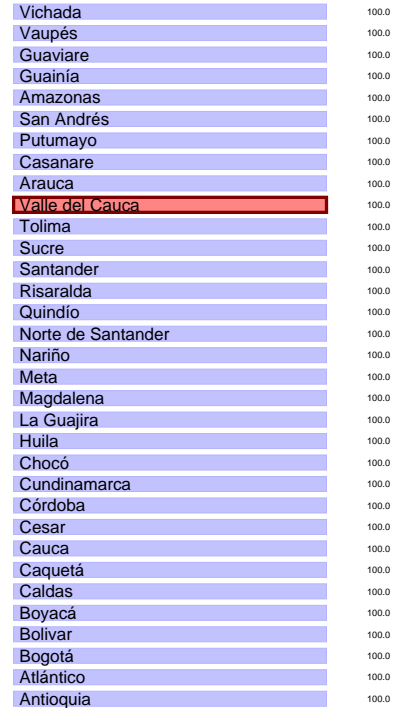 Vichada 100.0
Vaupés 100.0
Guaviare 100.0
Guainía 100.0
Amazonas 100.0
San Andrés 100.0
Putumayo 100.0
Casanare 100.0
Arauca 100.0
Valle del Cauca 100.0
Tolima 100.0
Sucre 100.0
Santander 100.0
Risaralda 100.0
Quindío 100.0
Norte de Santander 100.0
Nariño 100.0
Meta 100.0
Magdalena 100.0
La Guajira 100.0
Huila 100.0
Chocó 100.0
Cundinamarca 100.0
Córdoba 100.0
Cesar 100.0
Cauca 100.0
Caquetá 100.0
Caldas 100.0
Boyacá 100.0
Bolivar 100.0
Bogotá 100.0
Atlántico 100.0
Antioquia 100.0